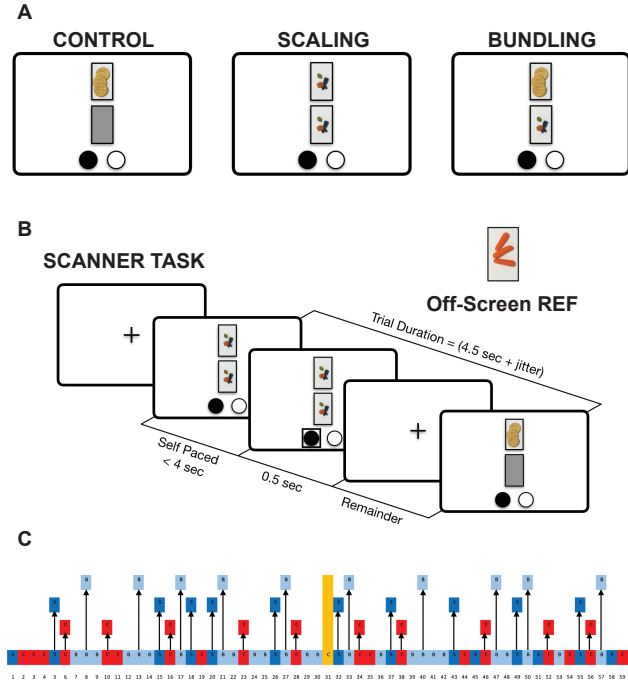 A
CONTROL SCALING BUNDLING
B
SCANNER TASK
Off-Screen REF
Trial Duration = (4.5 sec + jitter)
Self Paced
< 4 sec
0.5 sec
Remainder
C
B B B B B B B B B B
S S S S S S S S S S
C C C C C C C C C C
1 2 3 4 5 6 7 8 9 10 11 12 13 14 15 16 17 18 19 20 21 22 23 24 25 26 27 28 29 30 31 32 33 34 35 36 37 38 39 40 41 42 43 44 45 46 47 48 49 50 51 52 53 54 55 56 57 58 59